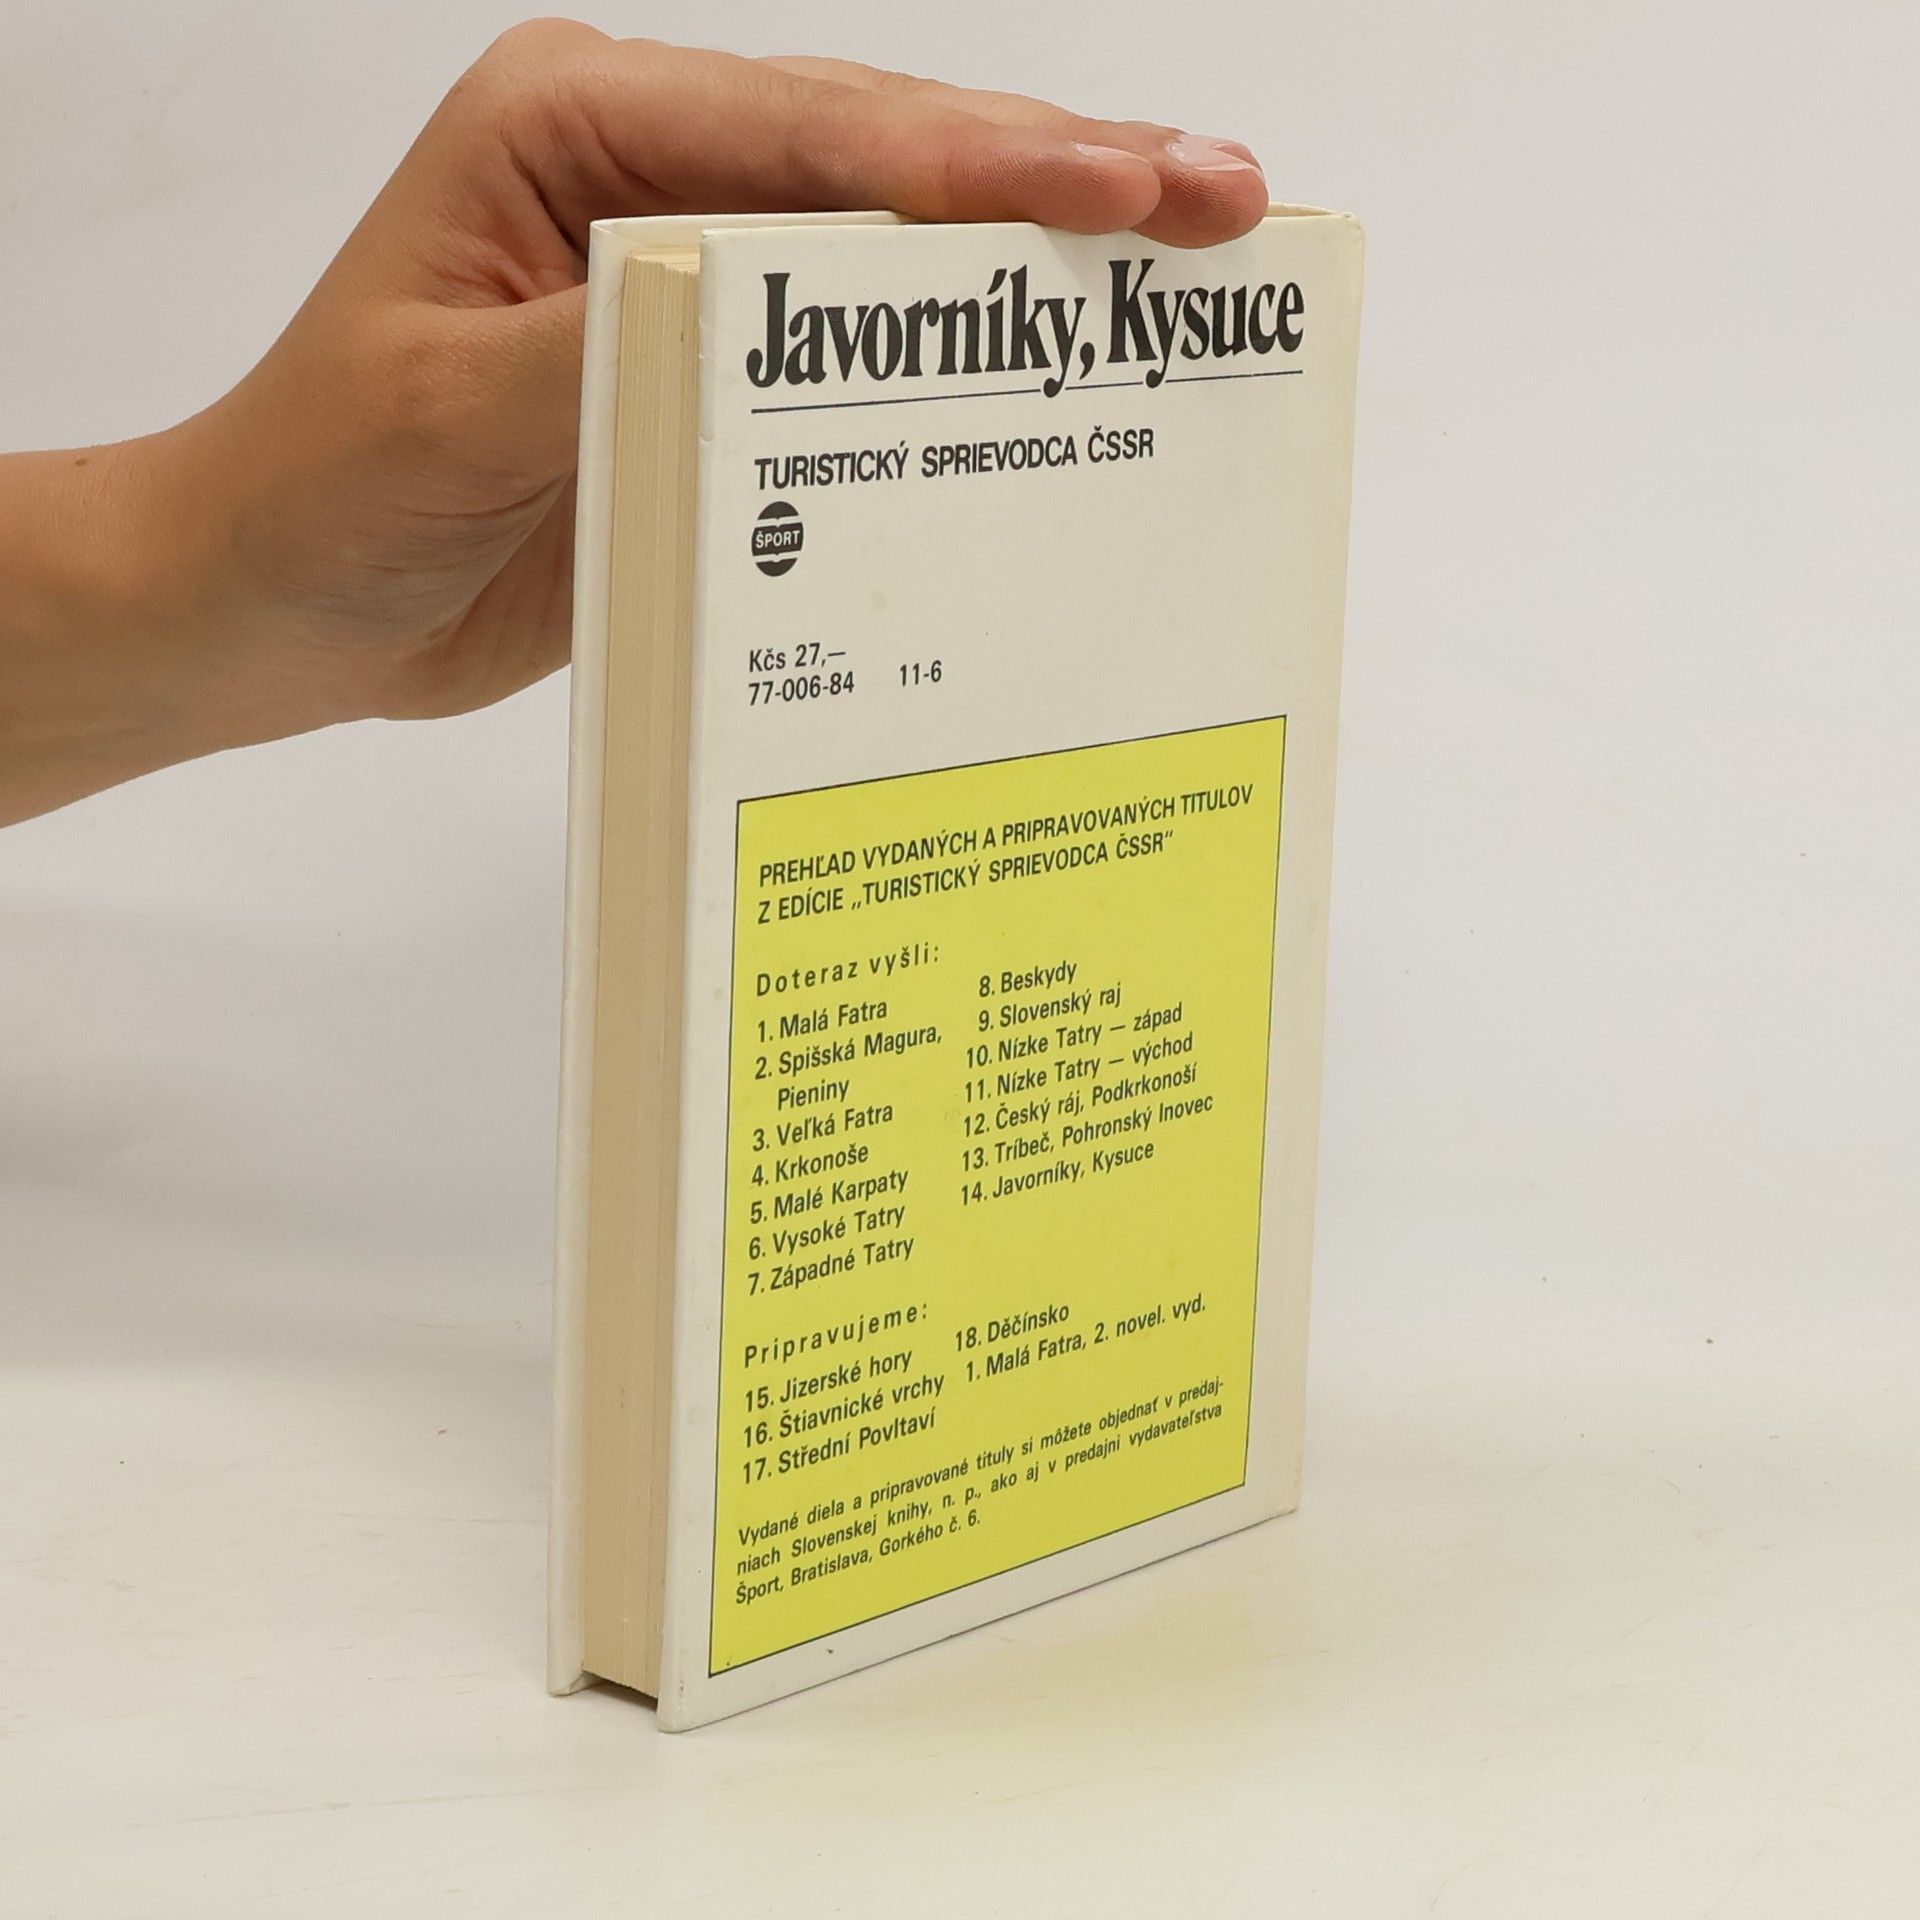 Javorníky, Kysuce
TURISTICKÝ SPRIEVODCA ČSSR
ŠPORT
Kčs 27,—
77-006-84 11-6
PREHĽAD VYDANÝCH A PRIPRAVOVANÝCH TITULOV
Z EDÍCIE „TURISTICKÝ SPRIEVODCA ČSSR“
Doteraz vyšli:
1. Malá Fatra
2. Spišská Magura,
Pieniny
3. Veľká Fatra
4. Krkonoše
5. Malé Karpaty
6. Vysoké Tatry
7. Západné Tatry
8. Beskydy
9. Slovenský raj
10. Nízke Tatry — západ
11. Nízke Tatry — východ
12. Český ráj, Podkrkonoší
13. Tríbeč, Pohronský Inovec
14. Javorníky, Kysuce
Pripravujeme:
15. Jizerské hory
16. Štiavnické vrchy
17. Střední Povltaví
18. Děčínsko
1. Malá Fatra, 2. novel. vyd.
Vydané diela a pripravované tituly si môžete objednať v predaj-
niach Slovenskej knihy, n. p., ako aj v predajni vydavateľstva
Šport, Bratislava, Gorkého č. 6.